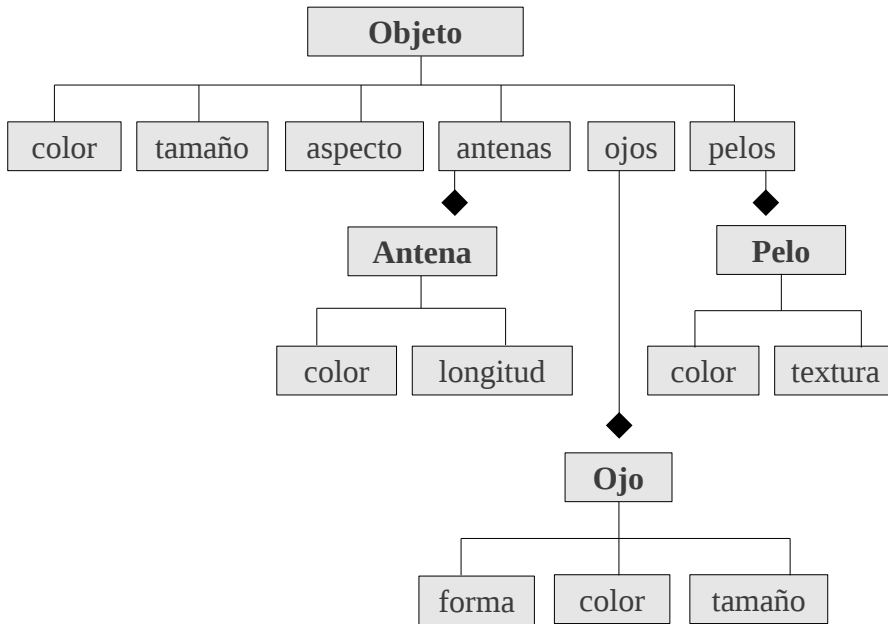 Objeto
color
tamaño
aspecto
antenas
ojos
pelos
Antena
Pelo
color
longitud
color
textura
Ojo
forma
color
tamaño